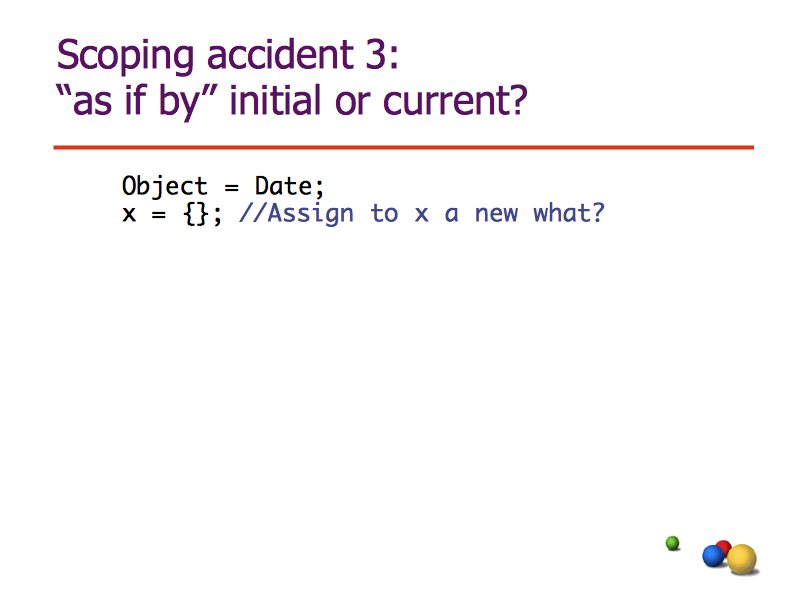 Scoping accident 3:
“as if by” initial or current?
Object = Date;
x = {}; //Assign to x a new what?